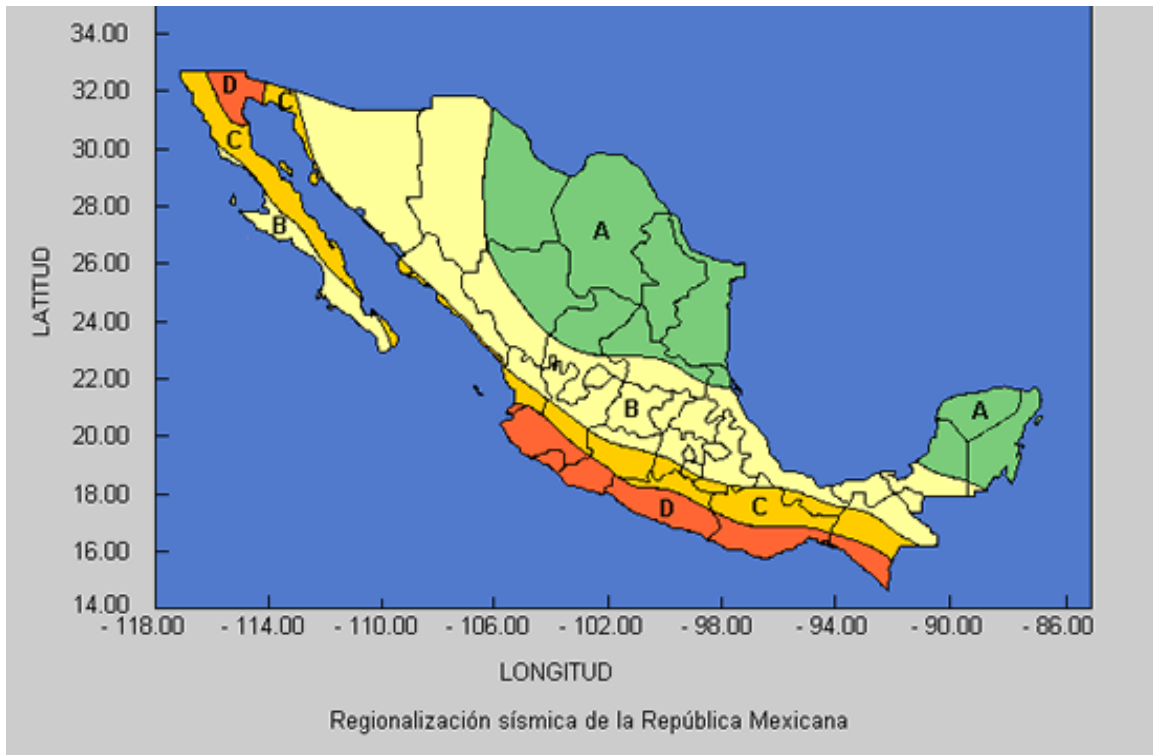 34.00
32.00
30.00
28.00
26.00
24.00
22.00
20.00
18.00
16.00
14.00
LATITUD
D
C
C
B
A
B
A
C
D
- 118.00 - 114.00 - 110.00 - 106.00 - 102.00 - 98.00 - 94.00 - 90.00 - 86.00
LONGITUD
Regionalización sísmica de la República Mexicana